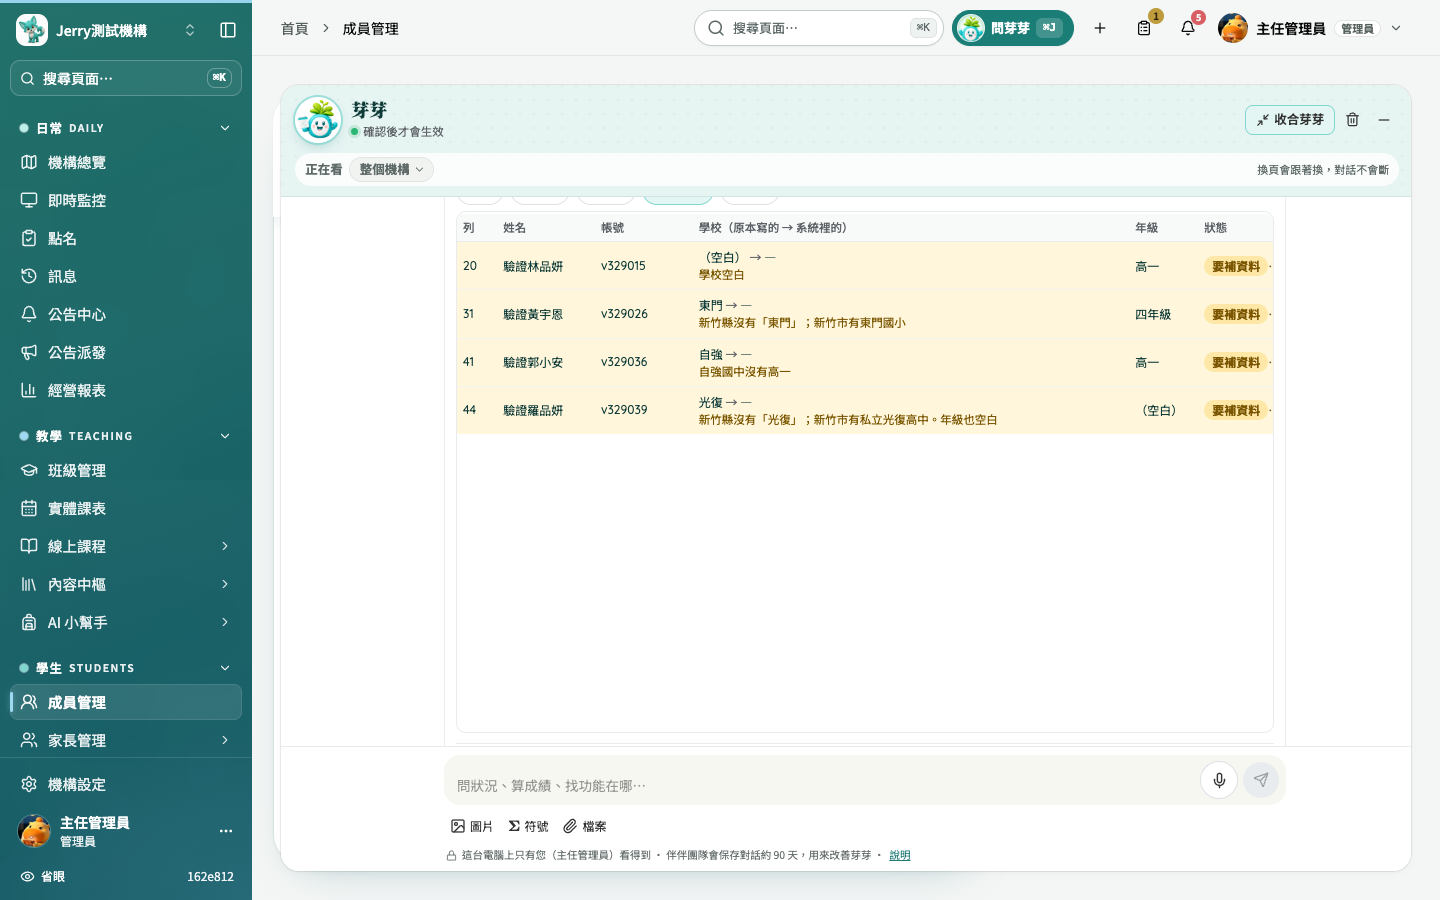 Jerry測試機構
搜尋頁面… ⌘K
日常 DAILY
機構總覽
即時監控
點名
訊息
公告中心
公告派發
經營報表
教學 TEACHING
班級管理
實體課表
線上課程
內容中樞
AI 小幫手
學生 STUDENTS
成員管理
家長管理
機構設定
主任管理員
管理員
省眼 162e812
首頁 > 成員管理
搜尋頁面… ⌘K
問芽芽 ⌘J
1
5
主任管理員 管理員
芽芽
確認後才會生效
收合芽芽
正在看 整個機構
換頁會跟著換，對話不會斷
列 姓名 帳號 學校（原本寫的 → 系統裡的） 年級 狀態
20 驗證林品妍 v329015 （空白） → — 高一 要補資料
學校空白
31 驗證黃宇恩 v329026 東門 → — 四年級 要補資料
新竹縣沒有「東門」；新竹市有東門國小
41 驗證郭小安 v329036 自強 → — 高一 要補資料
自強國中沒有高一
44 驗證羅品妍 v329039 光復 → — （空白） 要補資料
新竹縣沒有「光復」；新竹市有私立光復高中。年級也空白
問狀況、算成績、找功能在哪…
圖片 符號 檔案
這台電腦上只有您（主任管理員）看得到 · 伴伴團隊會保存對話約 90 天，用來改善芽芽 · 說明